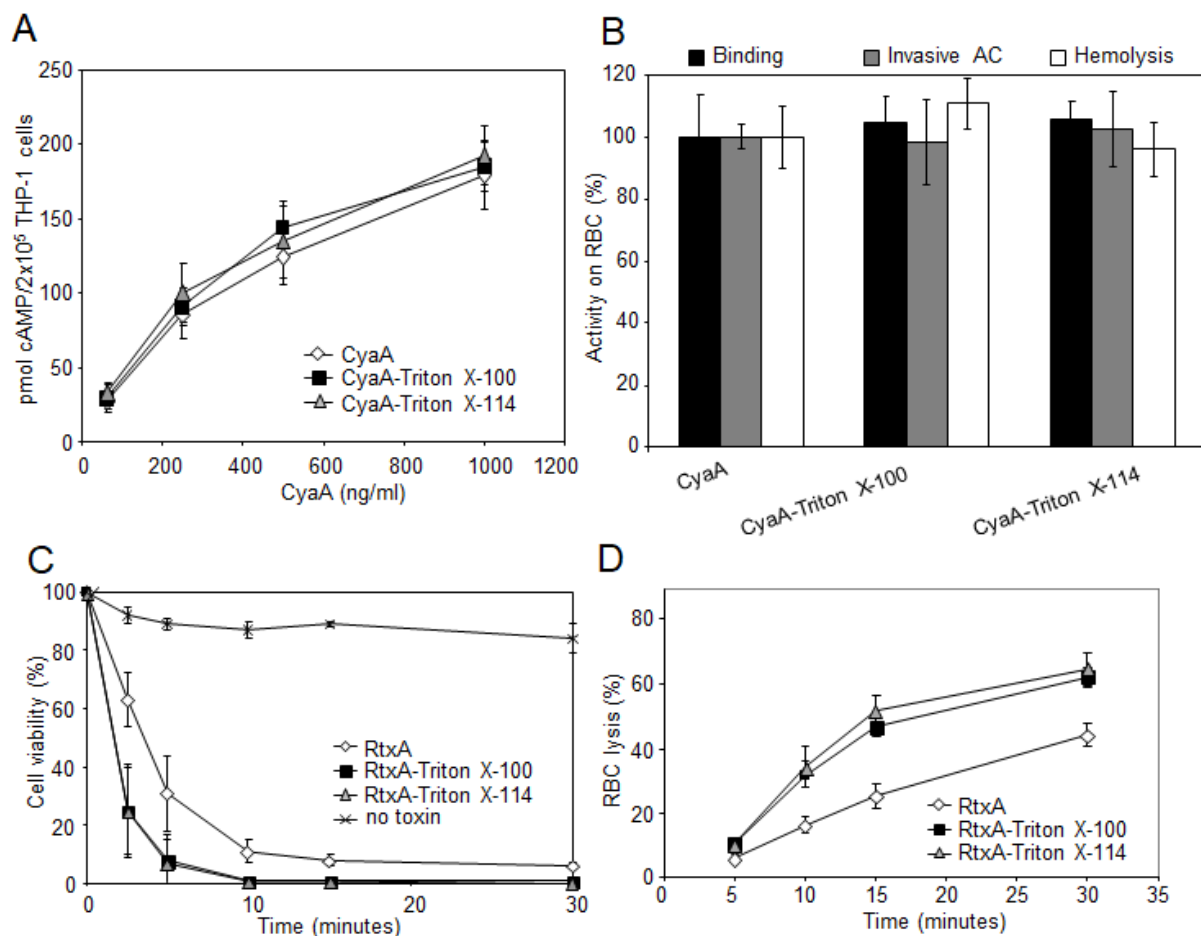 A
250
200
150
100
50
0
pmol cAMP/2x10⁵ THP-1 cells
0 200 400 600 800 1000 1200
CyaA (ng/ml)
CyaA
CyaA-Triton X-100
CyaA-Triton X-114
B
Binding Invasive AC Hemolysis
120
100
80
60
40
20
0
Activity on RBC (%)
CyaA
CyaA-Triton X-100
CyaA-Triton X-114
C
100
80
60
40
20
0
Cell viability (%)
0 10 20 30
Time (minutes)
RtxA
RtxA-Triton X-100
RtxA-Triton X-114
no toxin
D
80
60
40
20
0
RBC lysis (%)
0 5 10 15 20 25 30 35
Time (minutes)
RtxA
RtxA-Triton X-100
RtxA-Triton X-114